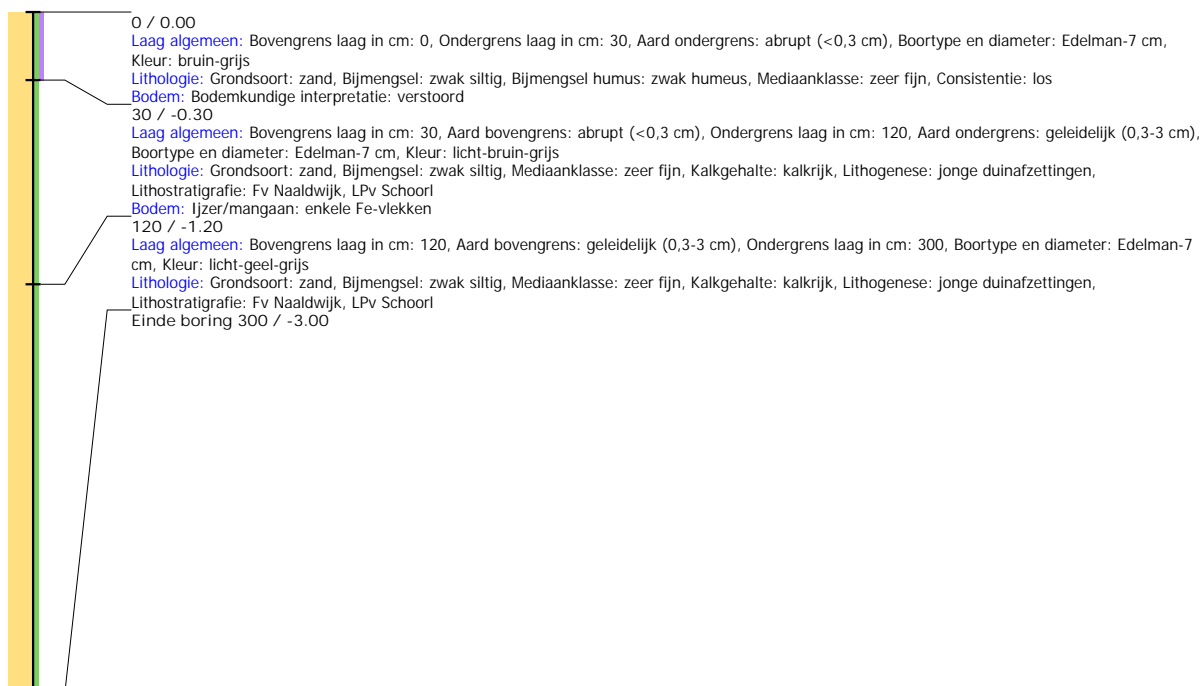 0 / 0.00
Laag algemeen: Bovengrens laag in cm: 0, Ondergrens laag in cm: 30, Aard ondergrens: abrupt (<0,3 cm), Boortype en diameter: Edelman-7 cm,
Kleur: bruin-grijs
Lithologie: Grondsoort: zand, Bijmengsel: zwak siltig, Bijmengsel humus: zwak humeus, Mediaanklasse: zeer fijn, Consistentie: los
Bodem: Bodemkundige interpretatie: verstoord
30 / -0.30
Laag algemeen: Bovengrens laag in cm: 30, Aard bovengrens: abrupt (<0,3 cm), Ondergrens laag in cm: 120, Aard ondergrens: geleidelijk (0,3-3 cm),
Boortype en diameter: Edelman-7 cm, Kleur: licht-bruin-grijs
Lithologie: Grondsoort: zand, Bijmengsel: zwak siltig, Mediaanklasse: zeer fijn, Kalkgehalte: kalkrijk, Lithogenese: jonge duinafzettingen,
Lithostratigrafie: Fv Naaldwijk, LPv Schoorl
Bodem: Ijzer/mangaan: enkele Fe-vlekken
120 / -1.20
Laag algemeen: Bovengrens laag in cm: 120, Aard bovengrens: geleidelijk (0,3-3 cm), Ondergrens laag in cm: 300, Boortype en diameter: Edelman-7
cm, Kleur: licht-geel-grijs
Lithologie: Grondsoort: zand, Bijmengsel: zwak siltig, Mediaanklasse: zeer fijn, Kalkgehalte: kalkrijk, Lithogenese: jonge duinafzettingen,
Lithostratigrafie: Fv Naaldwijk, LPv Schoorl
Einde boring 300 / -3.00